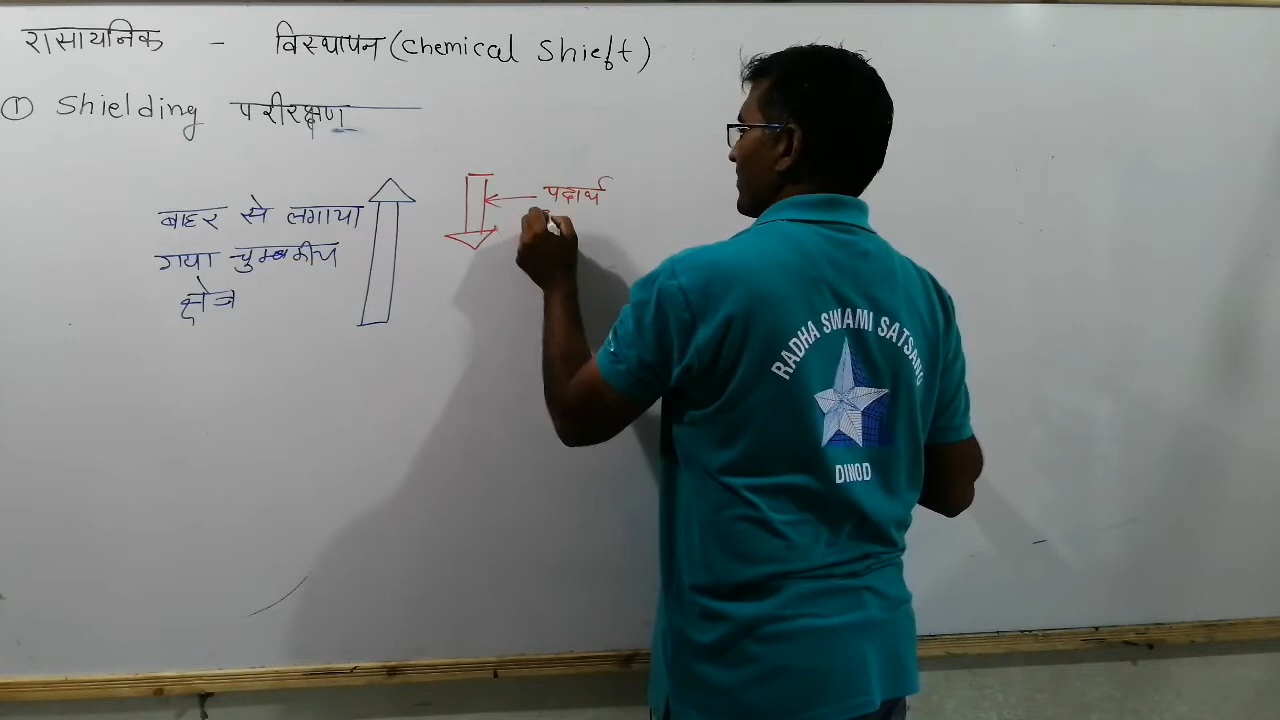 रासायनिक - विस्थापन (Chemical Shieft)
① Shielding परीरक्षण
बाहर से लगाया
गया चुम्बकीय
क्षेत्र
पदार्थ
RADHA SWAMI SATSANG
DINOD